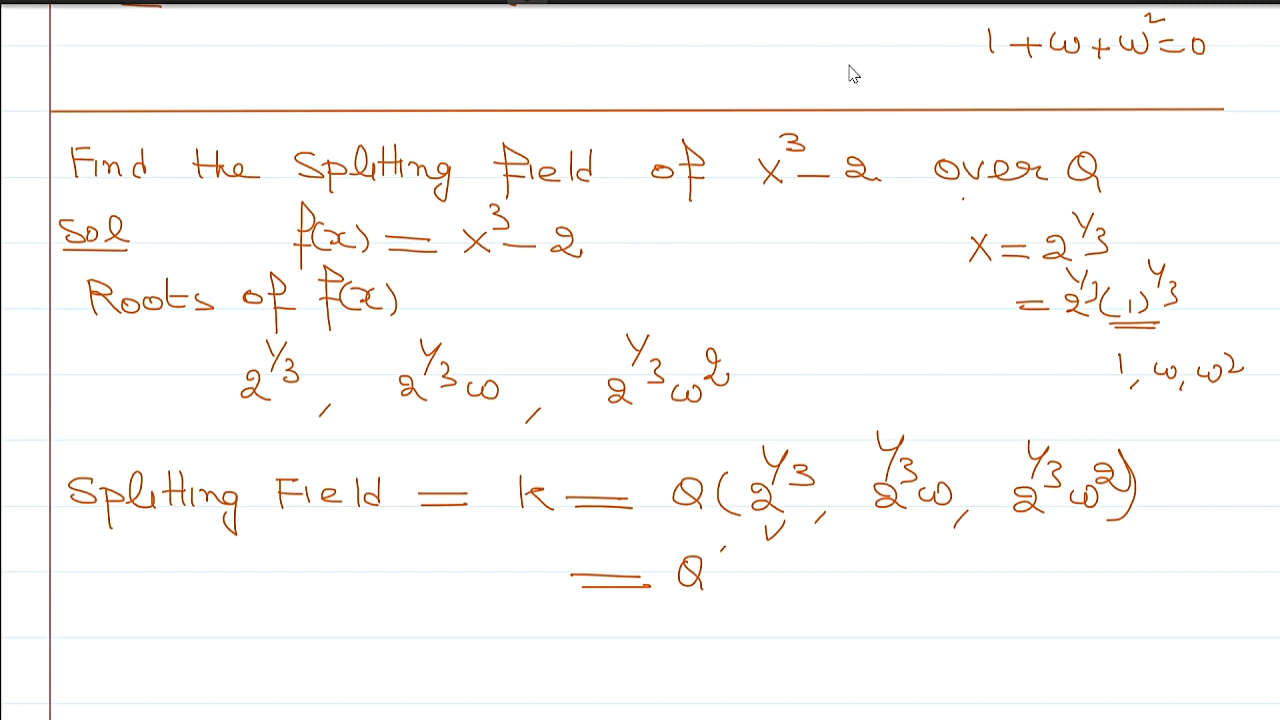 1 + ω + ω² = 0
Find the Splitting field of x³ - 2 over Q
Sol f(x) = x³ - 2 x = 2^{1/3}
Roots of f(x) = 2^{1/3}(1)^{1/3}
2^{1/3}, 2^{1/3}ω, 2^{1/3}ω² 1, ω, ω²
Splitting Field = K = Q(2^{1/3}, 2^{1/3}ω, 2^{1/3}ω²)
= Q